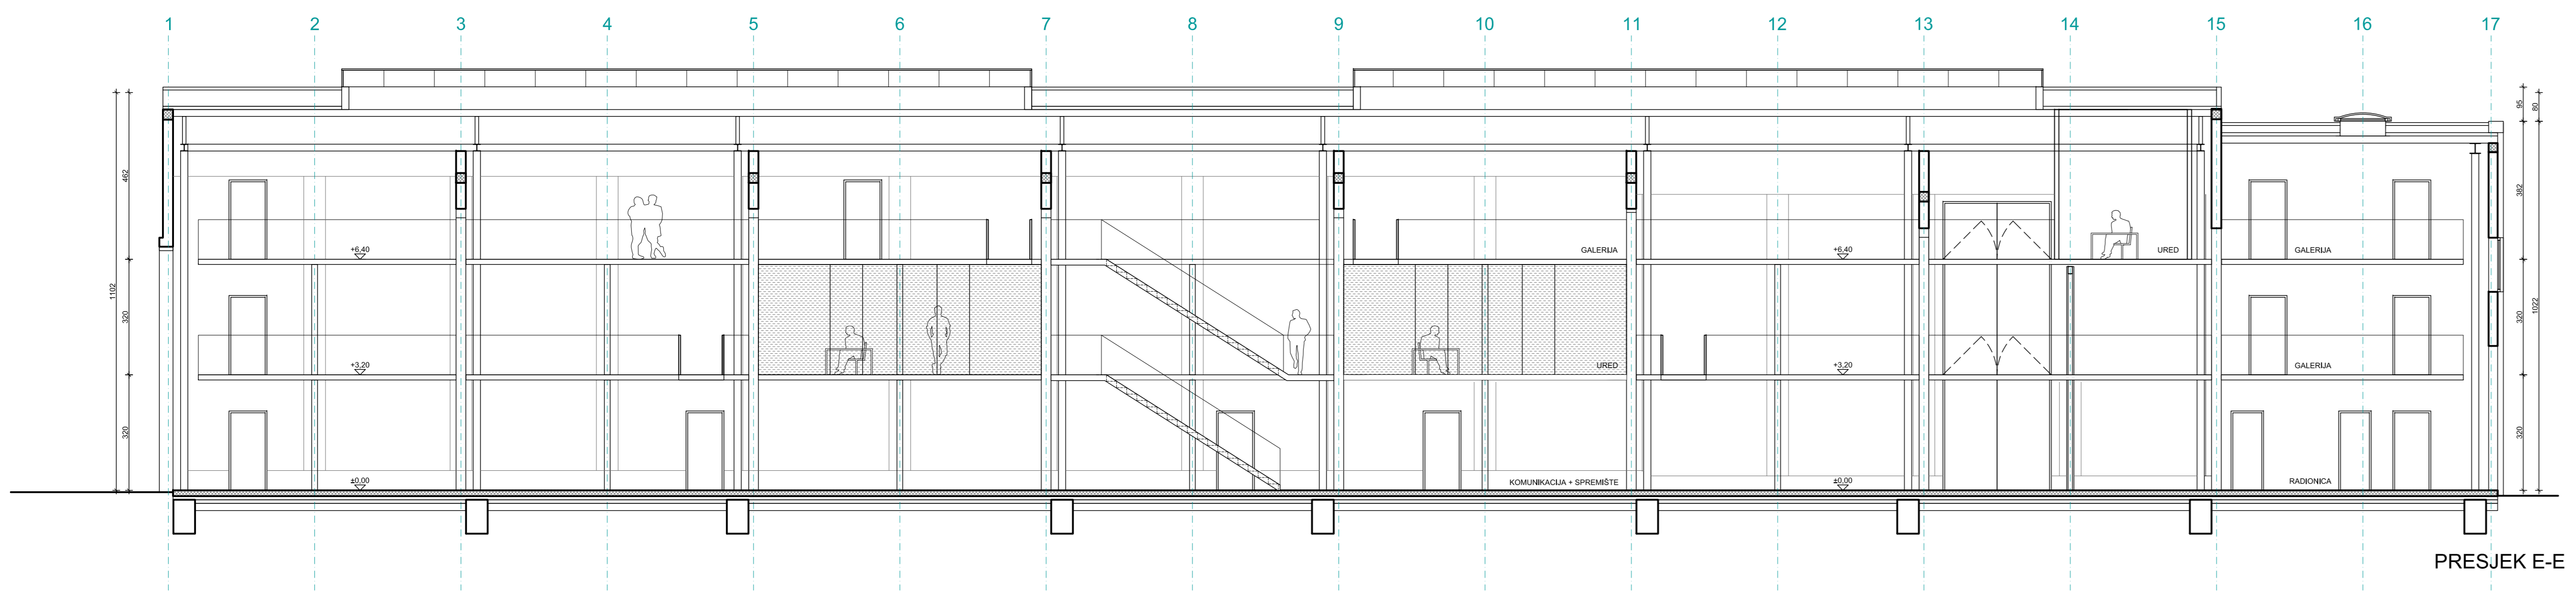 1 2 3 4 5 6 7 8 9 10 11 12 13 14 15 16 17
95
80
462
382
GALERIJA
URED
GALERIJA
+6,40
+6,40
1102
320
320
1022
+3,20
URED
+3,20
GALERIJA
320
320
±0,00
KOMUNIKACIJA + SPREMIŠTE
±0,00
RADIONICA
PRESJEK E-E